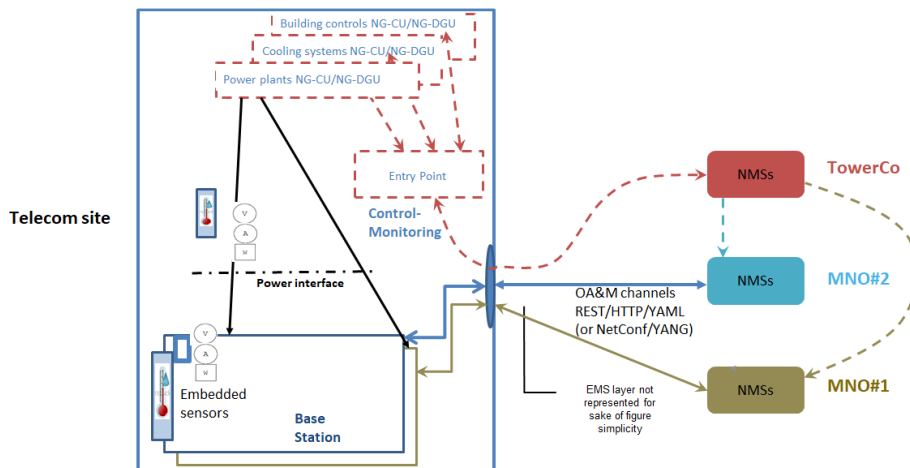 Building controls NG-CU/NG-DGU
Cooling systems NG-CU/NG-DGU
Power plants NG-CU/NG-DGU
Entry Point
Control-
Monitoring
Telecom site
V
A
W
Power interface
V
A
W
Embedded
sensors
Base
Station
NMSs
TowerCo
NMSs
MNO#2
OA&M channels
REST/HTTP/YAML
(or NetConf/YANG)
NMSs
MNO#1
EMS layer not
represented for
sake of figure
simplicity